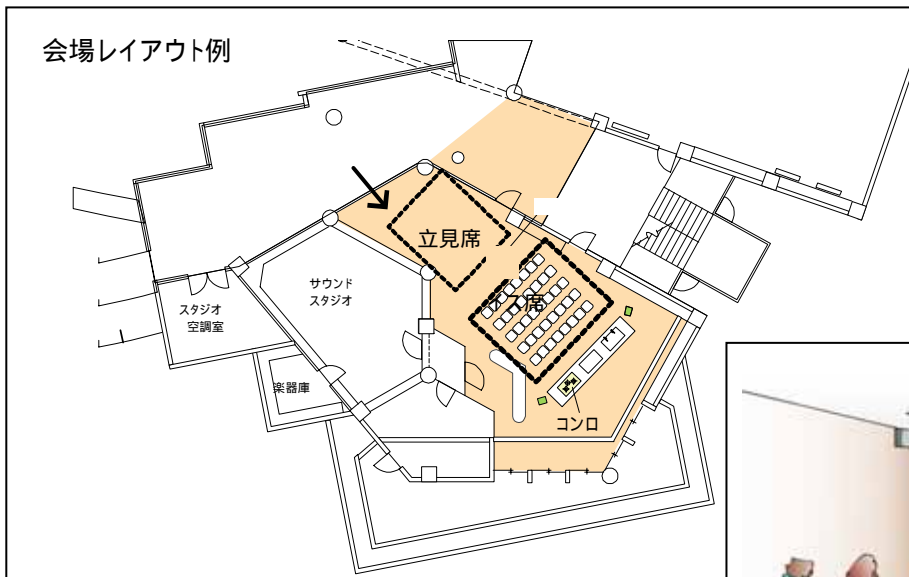 会場レイアウト例
立見席
サウンド
スタジオ
ス席
スタジオ
空調室
楽器庫
コンロ